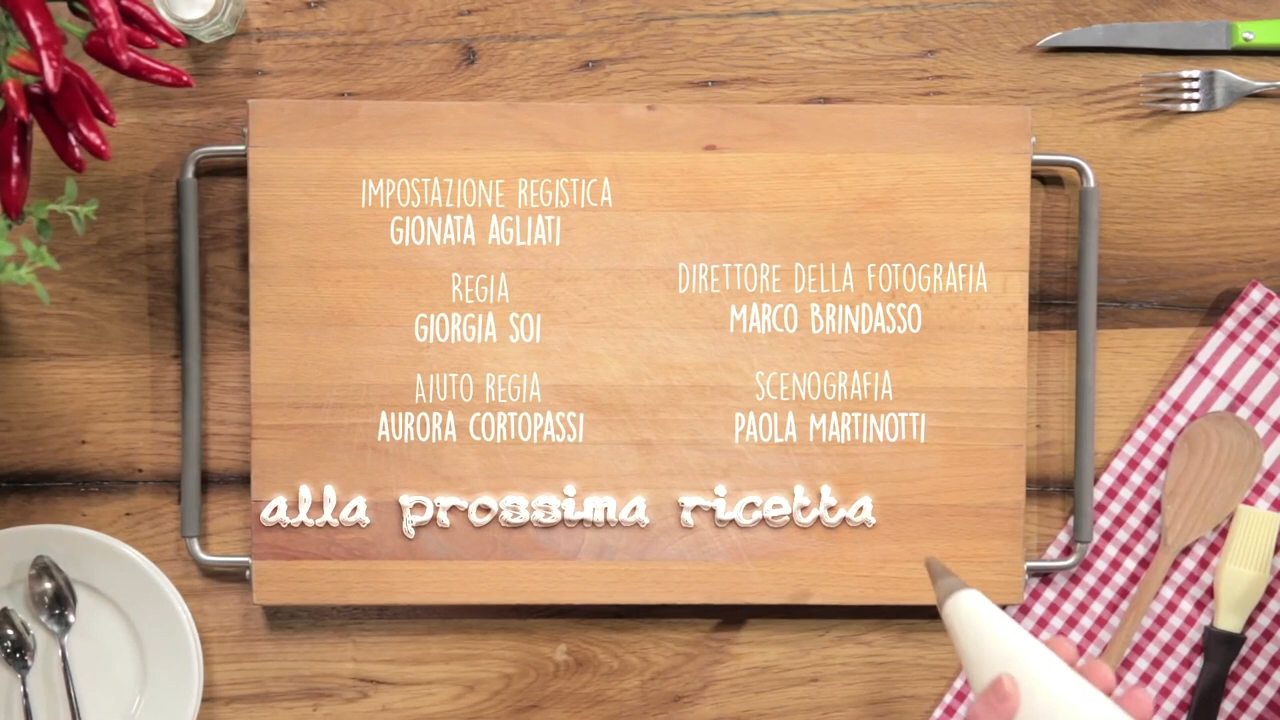 IMPOSTAZIONE REGISTICA
GIONATA AGLIATI
REGIA
GIORGIA SOI
AIUTO REGIA
AURORA CORTOPASSI
DIRETTORE DELLA FOTOGRAFIA
MARCO BRINDASSO
SCENOGRAFIA
PAOLA MARTINOTTI
alla prossima ricetta